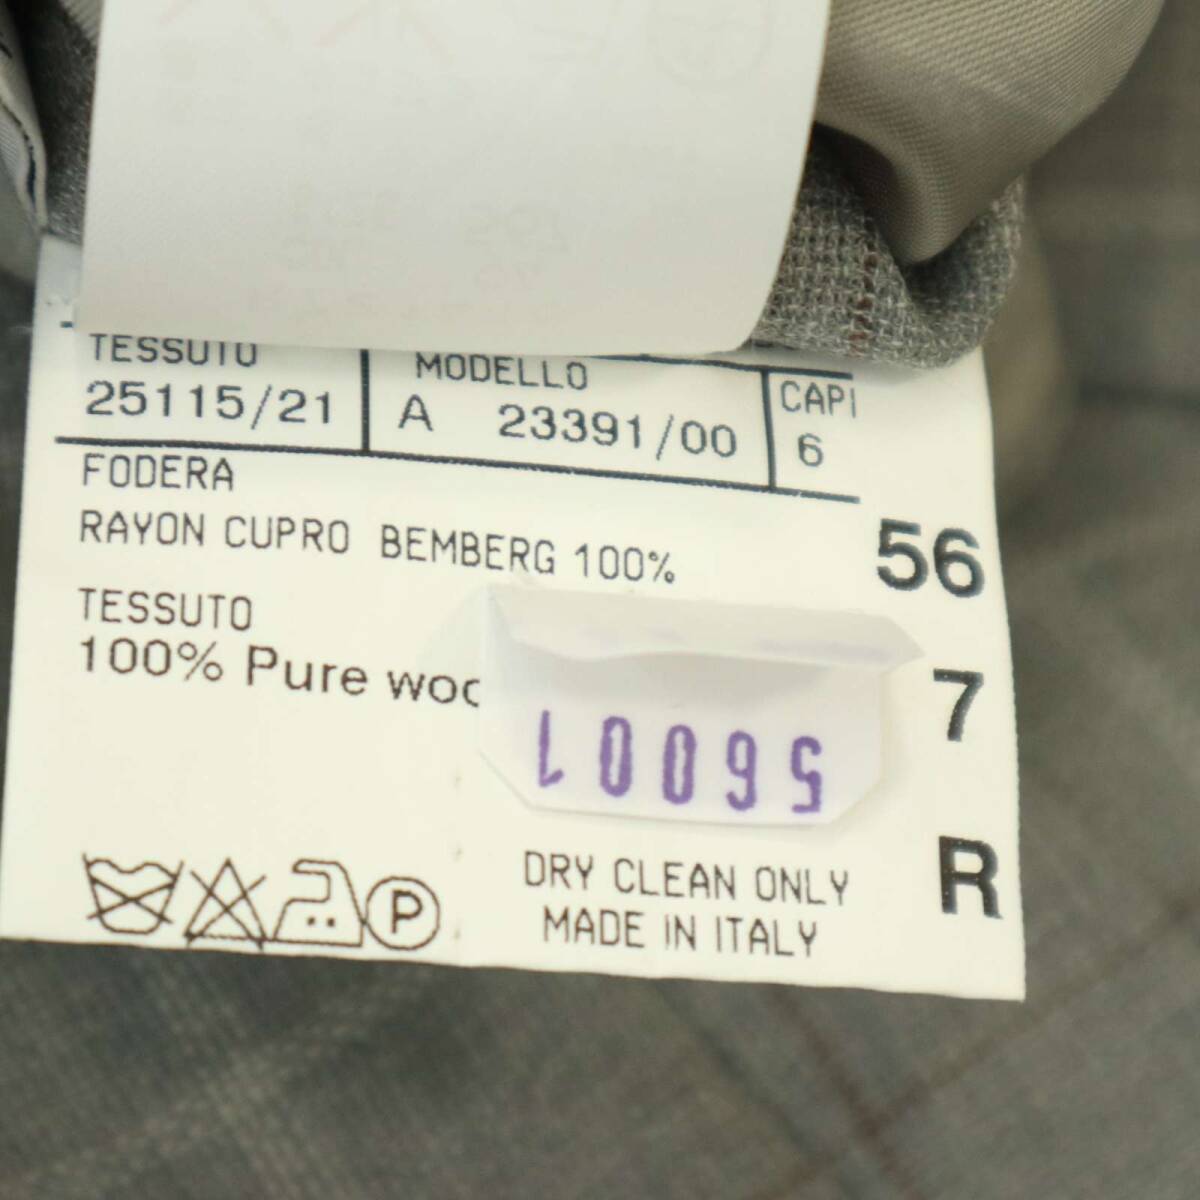 TESSUTO MODELLO CAPI
25115/21 A 23391/00 6
FODERA
RAYON CUPRO BEMBERG 100%
56
TESSUTO
100% Pure woo
7
56001
R
DRY CLEAN ONLY
MADE IN ITALY
P